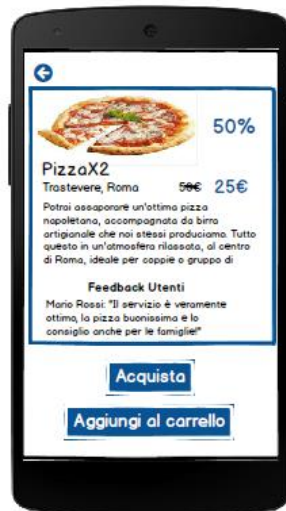 50%
PizzaX2
Trastevere, Roma 50€ 25€
Potrai assaporare un'ottima pizza
napoletana, accompagnata da birra
artigianale che noi stessi produciamo. Tutto
questo in un'atmosfera rilassata, al centro
di Roma, ideale per coppie o gruppo di
Feedback Utenti
Mario Rossi: "Il servizio è veramente
ottimo, la pizza buonissima e lo
consiglio anche per le famiglie!"
Acquista
Aggiungi al carrello